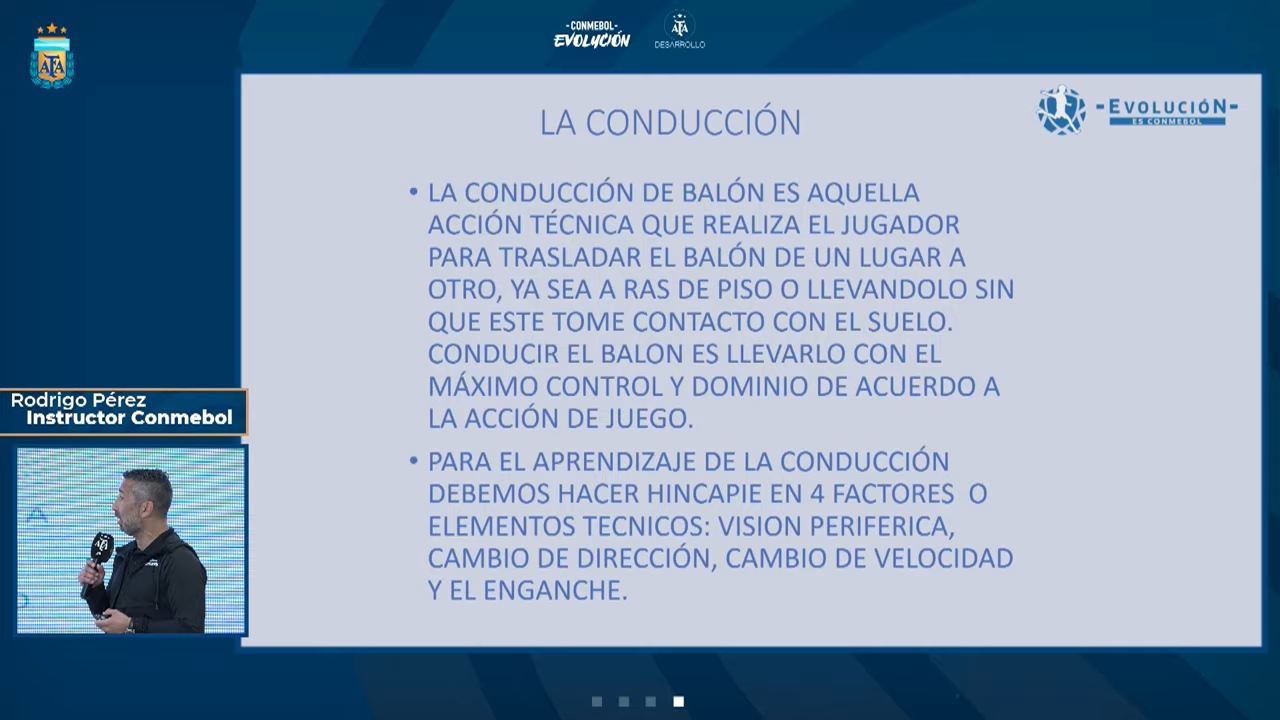 -CONMEBOL-
EVOLUCIÓN
AFA
DESARROLLO
AFA
LA CONDUCCIÓN
-EVOLUCIÓN-
ES CONMEBOL
• LA CONDUCCIÓN DE BALÓN ES AQUELLA
ACCIÓN TÉCNICA QUE REALIZA EL JUGADOR
PARA TRASLADAR EL BALÓN DE UN LUGAR A
OTRO, YA SEA A RAS DE PISO O LLEVANDOLO SIN
QUE ESTE TOME CONTACTO CON EL SUELO.
CONDUCIR EL BALON ES LLEVARLO CON EL
MÁXIMO CONTROL Y DOMINIO DE ACUERDO A
LA ACCIÓN DE JUEGO.
• PARA EL APRENDIZAJE DE LA CONDUCCIÓN
DEBEMOS HACER HINCAPIE EN 4 FACTORES O
ELEMENTOS TECNICOS: VISION PERIFERICA,
CAMBIO DE DIRECCIÓN, CAMBIO DE VELOCIDAD
Y EL ENGANCHE.
Rodrigo Pérez
Instructor Conmebol